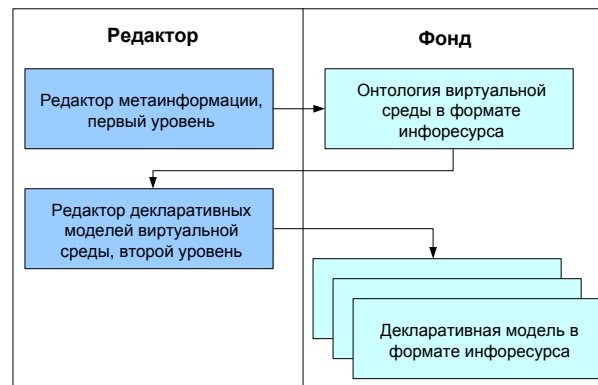 Редактор
Фонд
Редактор метаинформации,
первый уровень
Онтология виртуальной
среды в формате
инфоресурса
Редактор декларативных
моделей виртуальной
среды, второй уровень
Декларативная модель в
формате инфоресурса